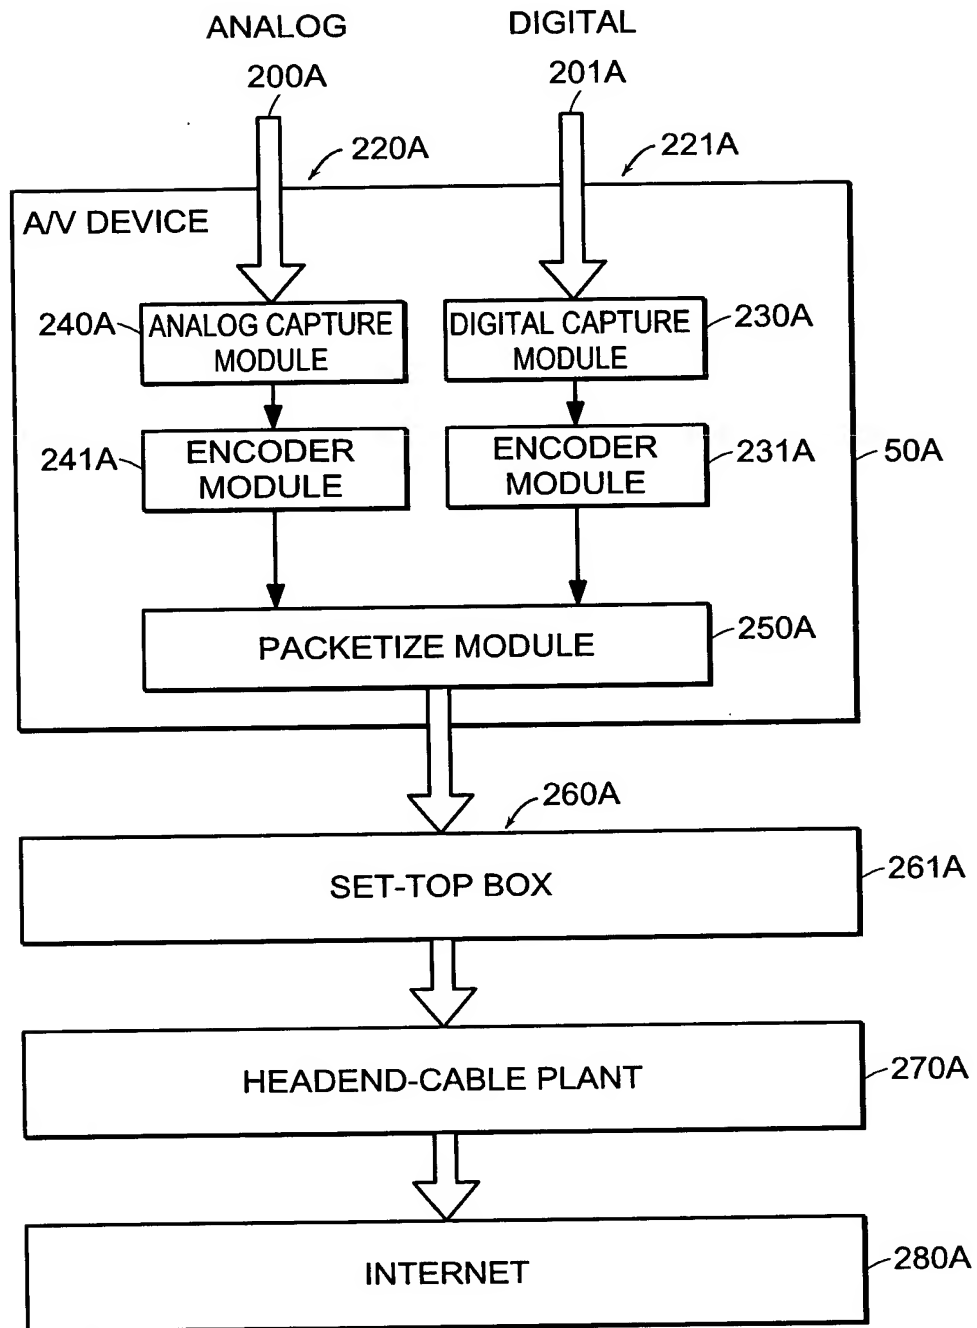 ANALOG
DIGITAL
200A
201A
220A
221A
A/V DEVICE
240A
ANALOG CAPTURE
MODULE
DIGITAL CAPTURE
MODULE
230A
241A
ENCODER
MODULE
ENCODER
MODULE
231A
50A
PACKETIZE MODULE
250A
260A
SET-TOP BOX
261A
HEADEND-CABLE PLANT
270A
INTERNET
280A